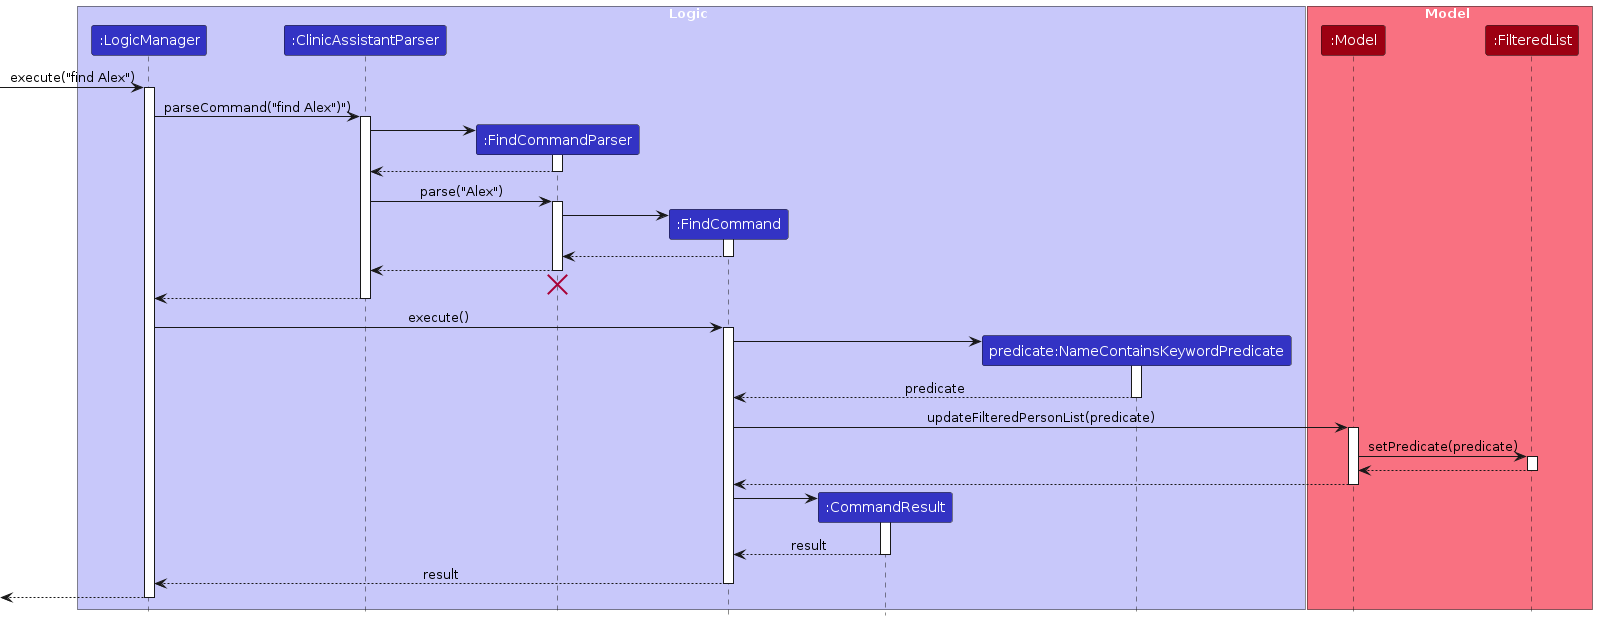 Logic
Model
:LogicManager
:ClinicAssistantParser
:Model
:FilteredList
execute("find Alex")
parseCommand("find Alex")")
:FindCommandParser
parse("Alex")
:FindCommand
execute()
predicate:NameContainsKeywordPredicate
predicate
updateFilteredPersonList(predicate)
setPredicate(predicate)
:CommandResult
result
result